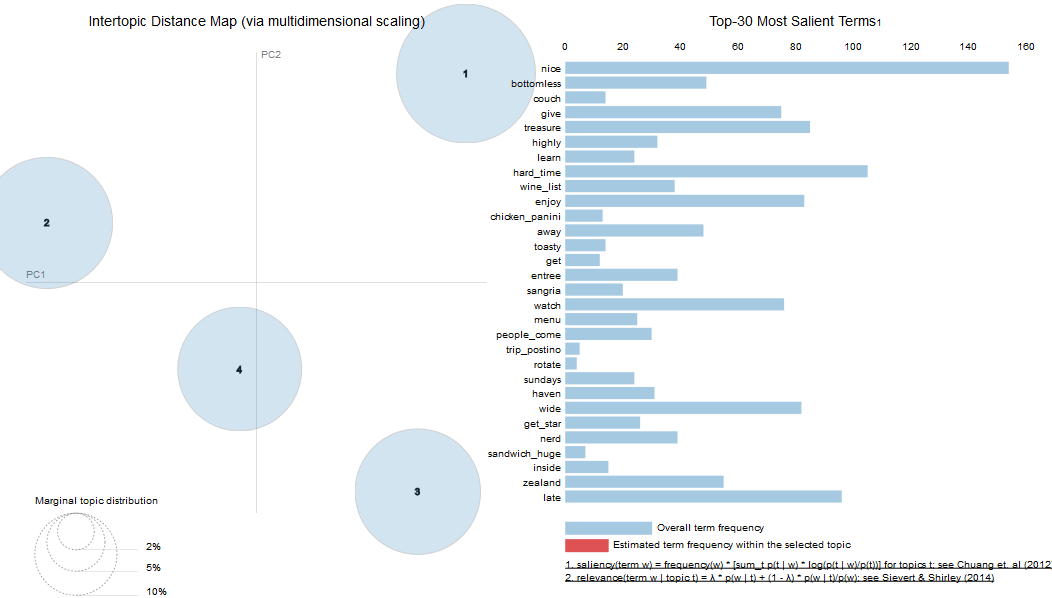 Intertopic Distance Map (via multidimensional scaling)
PC2
PC1
1
2
4
3
Marginal topic distribution
2%
5%
10%
Top-30 Most Salient Terms1
0 20 40 60 80 100 120 140 160
nice
bottomless
couch
give
treasure
highly
learn
hard_time
wine_list
enjoy
chicken_panini
away
toasty
get
entree
sangria
watch
menu
people_come
trip_postino
rotate
sundays
haven
wide
get_star
nerd
sandwich_huge
inside
zealand
late
Overall term frequency
Estimated term frequency within the selected topic
1. saliency(term w) = frequency(w) * [sum_t p(t | w) * log(p(t | w)/p(t))] for topics t; see Chuang et. al (2012
2. relevance(term w | topic t) = λ * p(w | t) + (1 - λ) * p(w | t)/p(w); see Sievert & Shirley (2014)